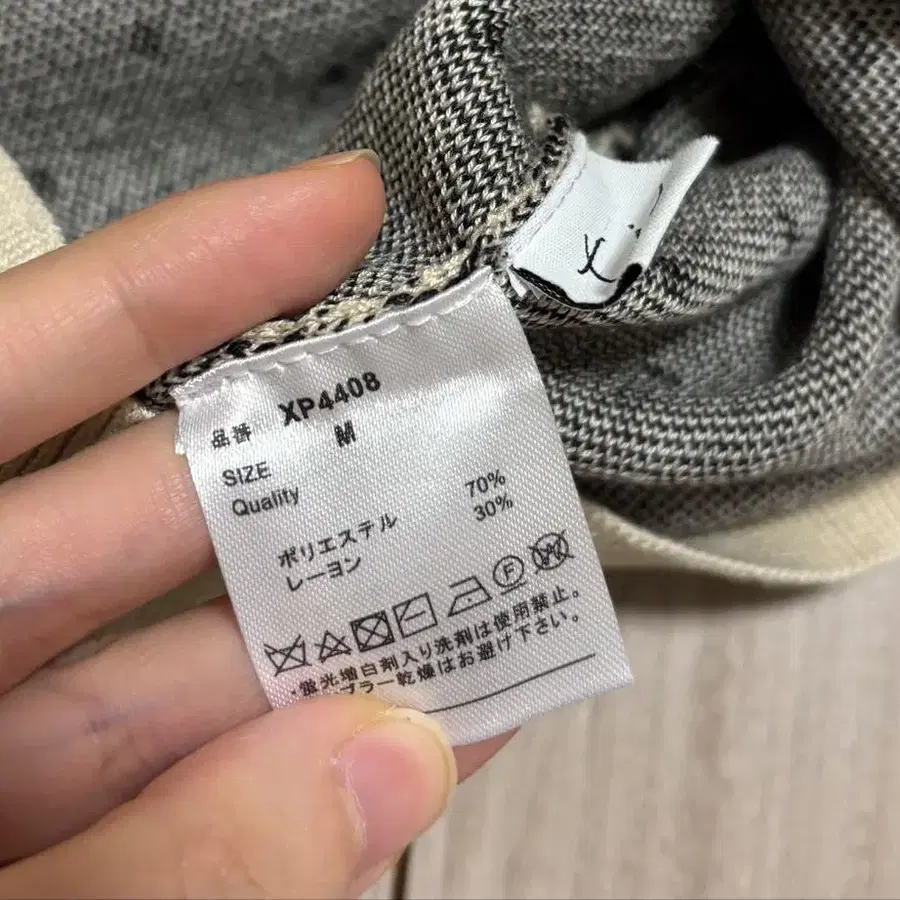 品番 XP4408
SIZE M
Quality
ポリエステル 70%
レーヨン 30%
F W
・蛍光増白剤入り洗剤は使用禁止。
ブラー乾燥はお避け下さい。